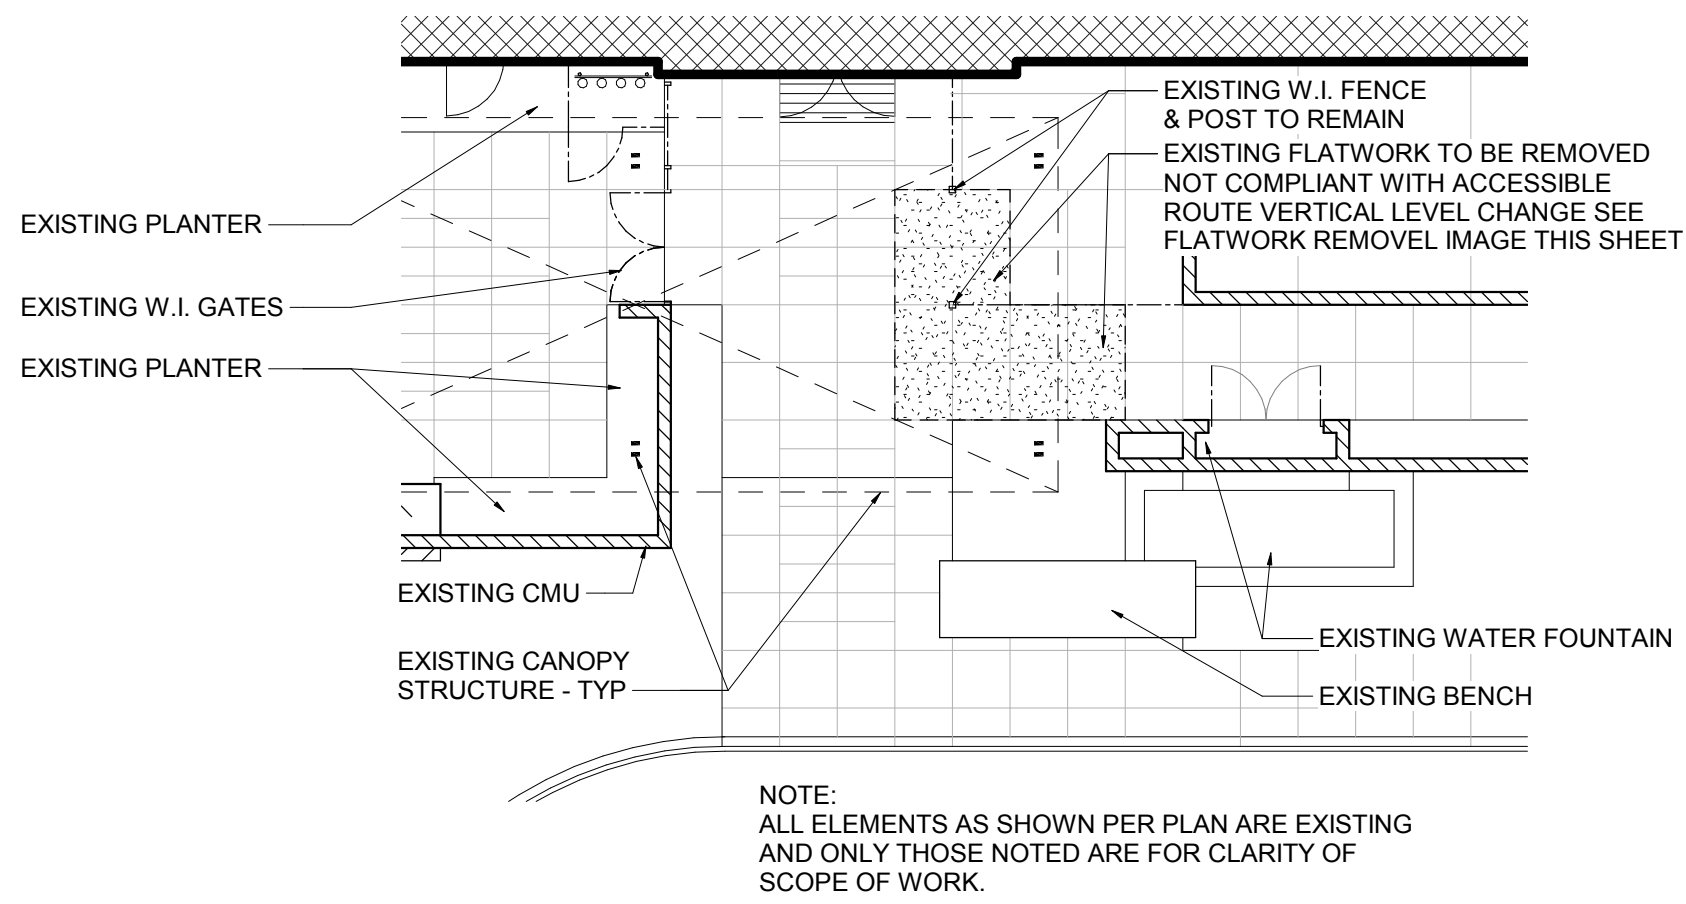 EXISTING W.I. FENCE
& POST TO REMAIN
EXISTING FLATWORK TO BE REMOVED
NOT COMPLIANT WITH ACCESSIBLE
ROUTE VERTICAL LEVEL CHANGE SEE
FLATWORK REMOVEL IMAGE THIS SHEET
EXISTING PLANTER
EXISTING W.I. GATES
EXISTING PLANTER
EXISTING CMU
EXISTING CANOPY
STRUCTURE - TYP
EXISTING WATER FOUNTAIN
EXISTING BENCH
NOTE:
ALL ELEMENTS AS SHOWN PER PLAN ARE EXISTING
AND ONLY THOSE NOTED ARE FOR CLARITY OF
SCOPE OF WORK.